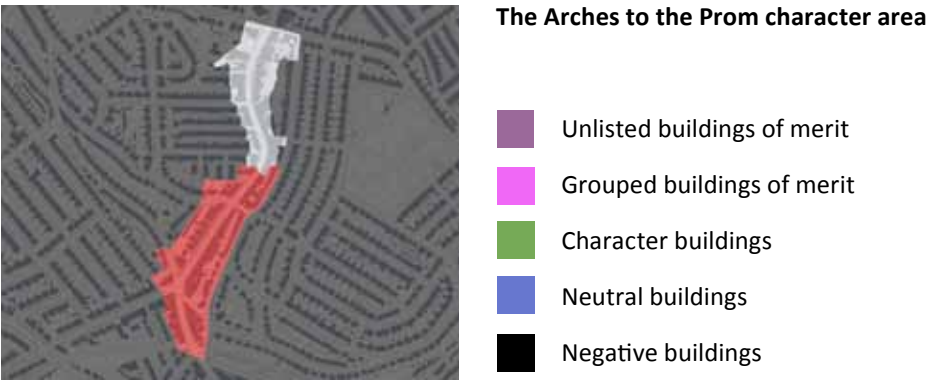 The Arches to the Prom character area
Unlisted buildings of merit
Grouped buildings of merit
Character buildings
Neutral buildings
Negative buildings